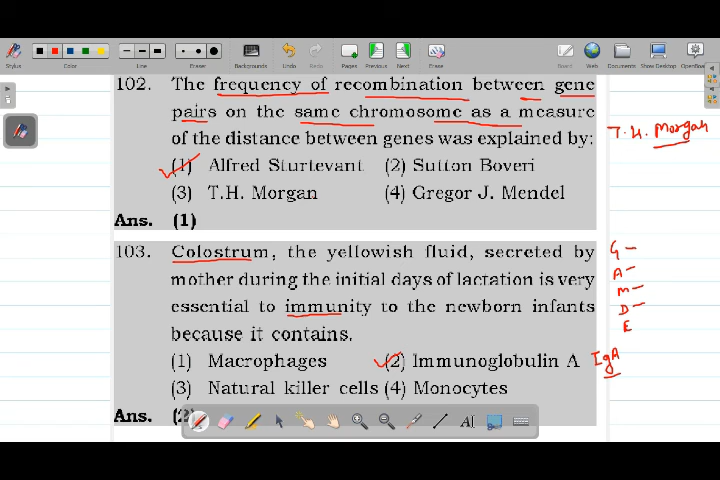 Stylus Color Line Eraser Backgrounds Undo Redo Pages Previous Next Erase Board Web Documents Show Desktop Preferences
102. The frequency of recombination between gene
pairs on the same chromosome as a measure
of the distance between genes was explained by:
(1) Alfred Sturtevant (2) Sutton Boveri
(3) T.H. Morgan (4) Gregor J. Mendel
Ans. (1)
T. H. Morgan
103. Colostrum, the yellowish fluid, secreted by
mother during the initial days of lactation is very
essential to immunity to the newborn infants
because it contains.
(1) Macrophages (2) Immunoglobulin A
(3) Natural killer cells (4) Monocytes
Ans. (2)
G –
A –
M –
D –
E
IgA